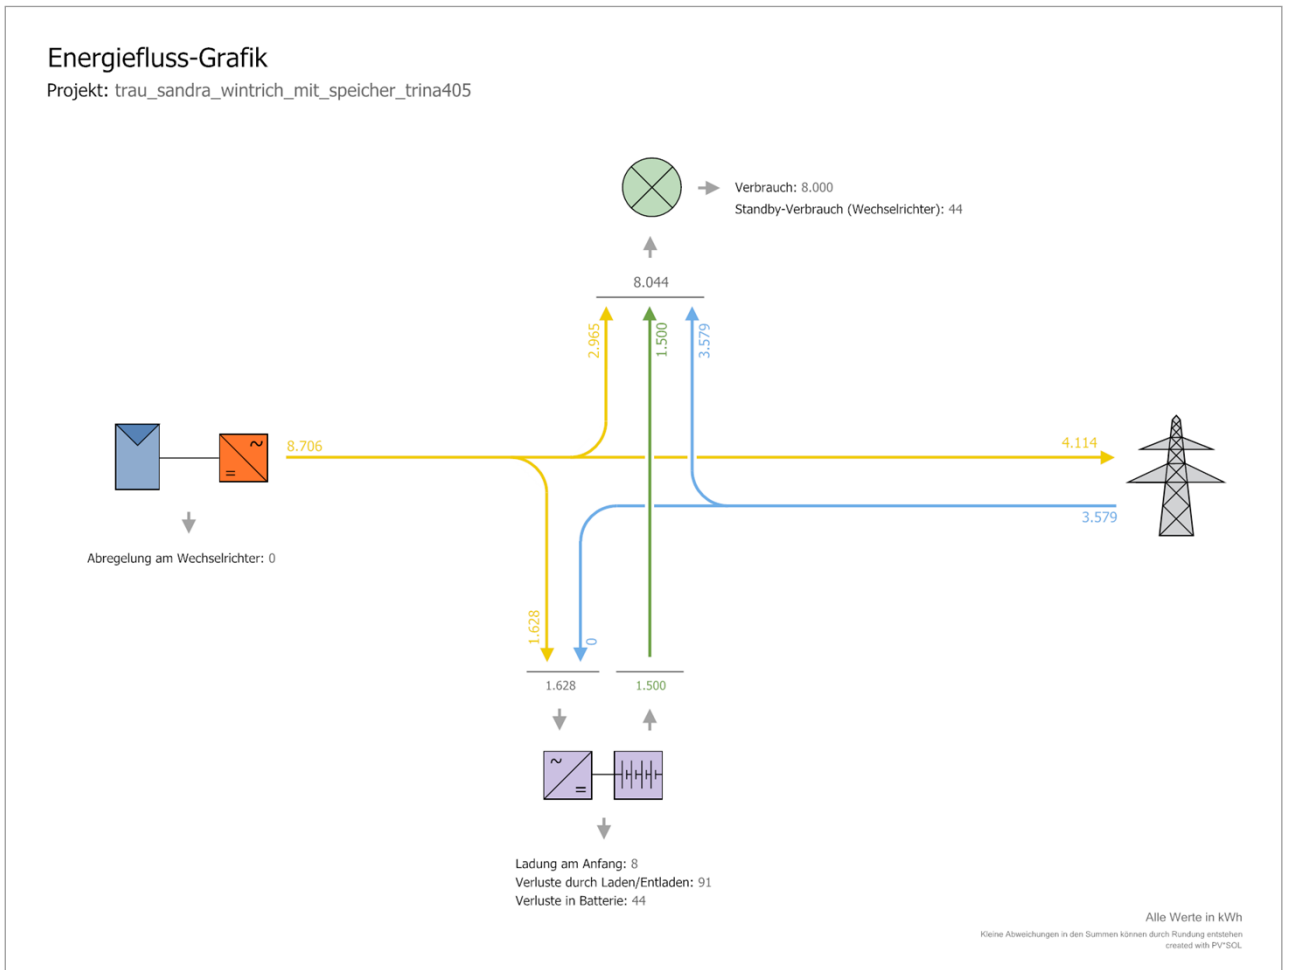 Energiefluss-Grafik
Projekt: trau_sandra_wintrich_mit_speicher_trina405
Verbrauch: 8.000
Standby-Verbrauch (Wechselrichter): 44
8.044
2.965
1.500
3.579
8.706
4.114
3.579
Abregelung am Wechselrichter: 0
1.628
0
1.628
1.500
Ladung am Anfang: 8
Verluste durch Laden/Entladen: 91
Verluste in Batterie: 44
Alle Werte in kWh
Kleine Abweichungen in den Summen können durch Rundung entstehen
created with PV*SOL